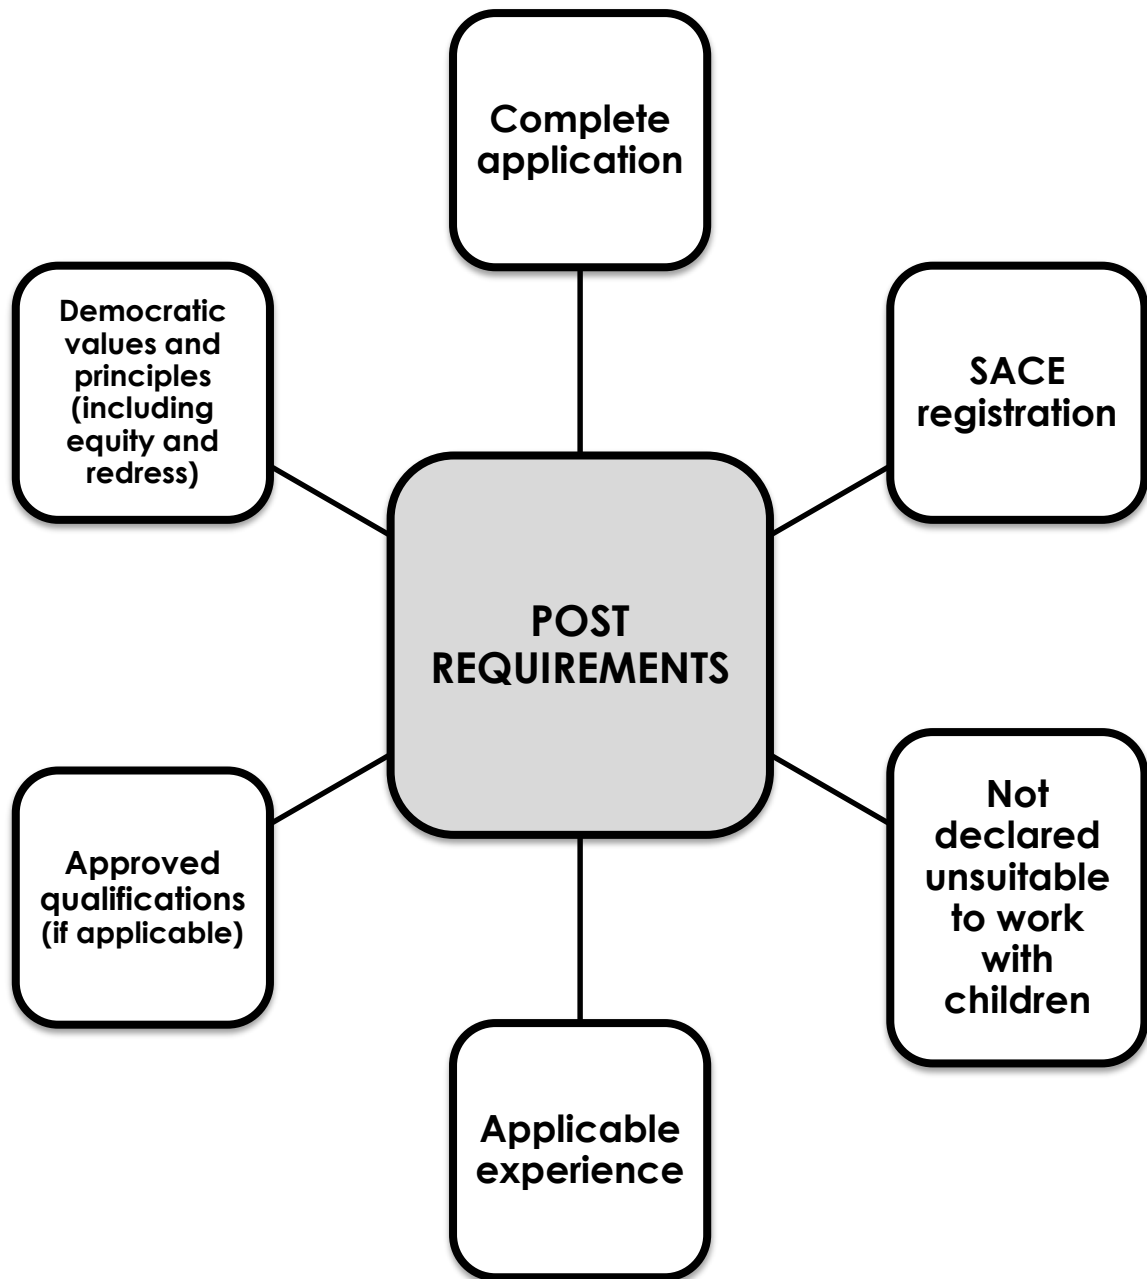 Complete
application
Democratic
values and
principles
(including
equity and
redress)
SACE
registration
POST
REQUIREMENTS
Approved
qualifications
(if applicable)
Not
declared
unsuitable
to work
with
children
Applicable
experience